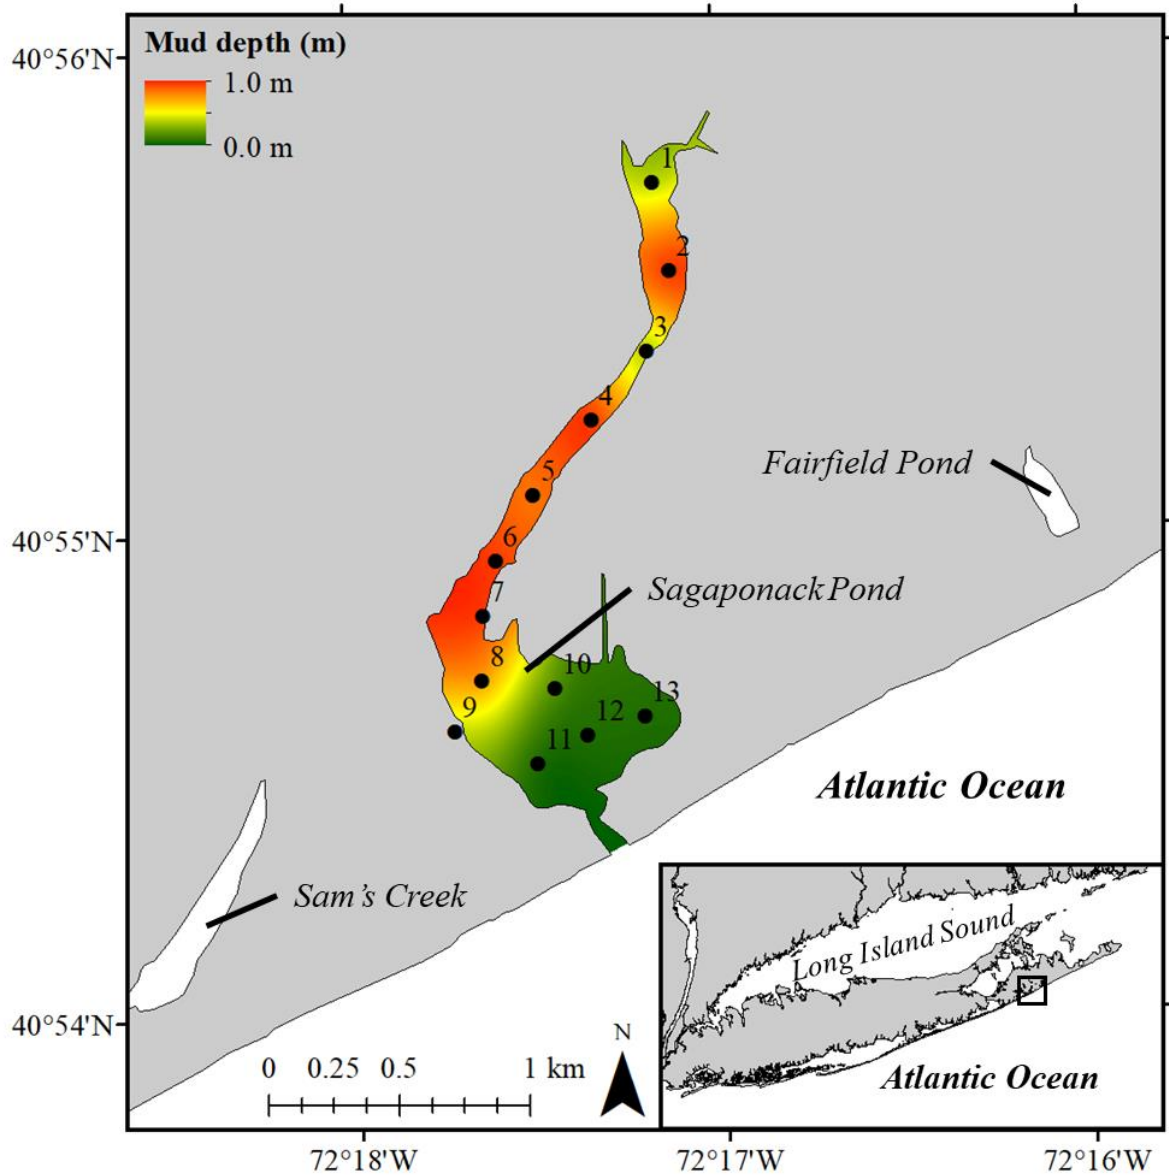 40°56'N
Mud depth (m)
1.0 m
0.0 m
1
2
3
4
Fairfield Pond
5
40°55'N
6
Sagaponack Pond
7
8
10
13
9
12
11
Atlantic Ocean
Sam's Creek
Long Island Sound
40°54'N
N
0 0.25 0.5 1 km
Atlantic Ocean
72°18'W 72°17'W 72°16'W